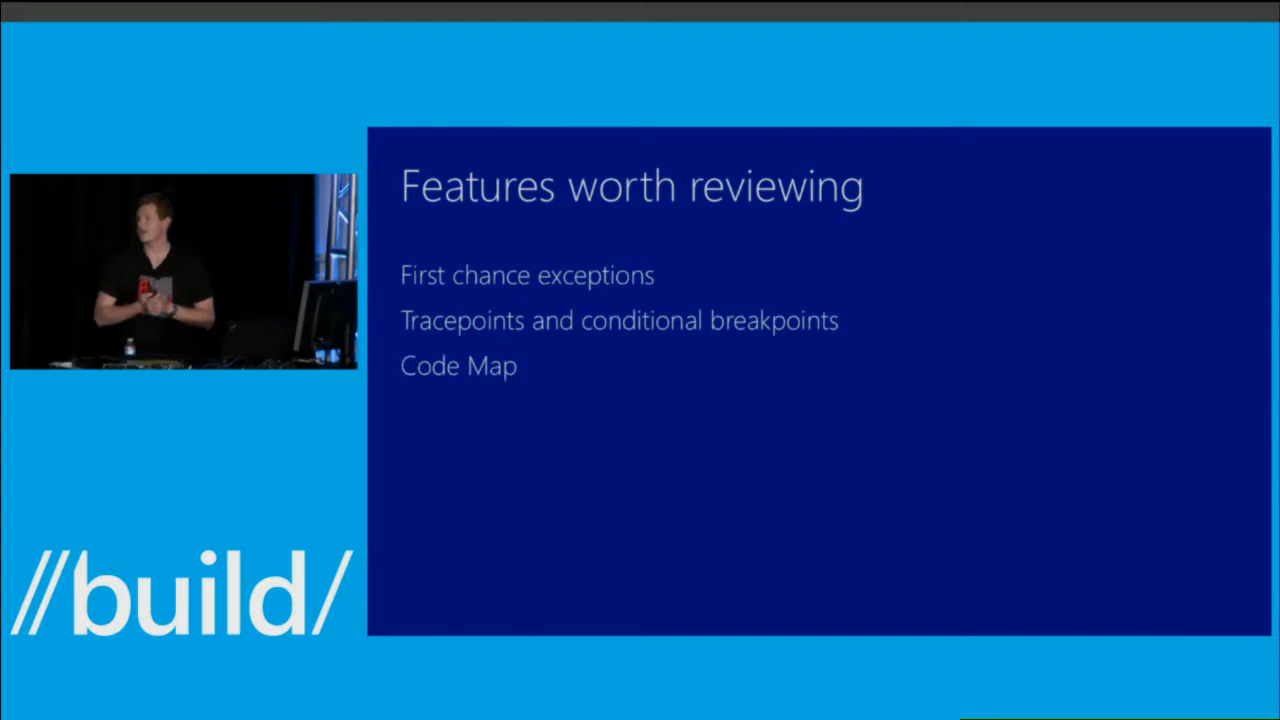 Features worth reviewing
First chance exceptions
Tracepoints and conditional breakpoints
Code Map
//build/